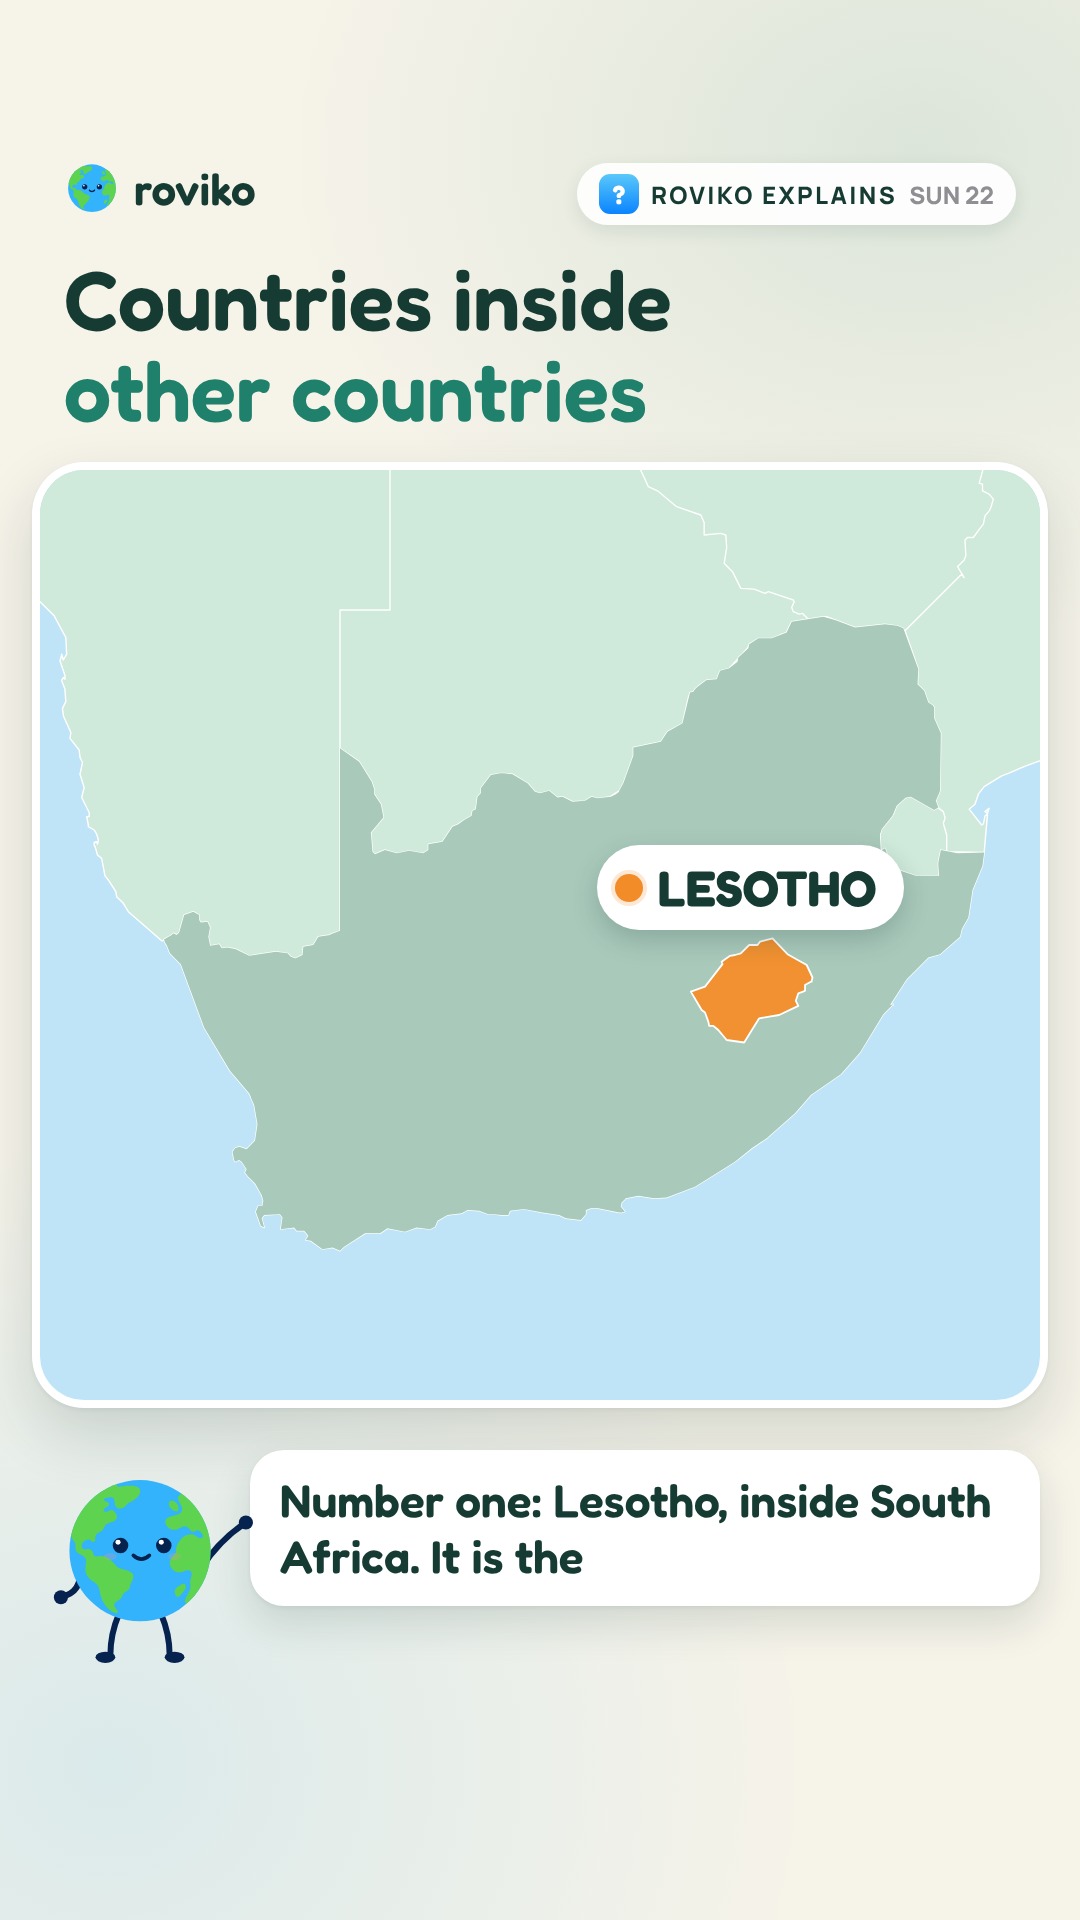 roviko
? ROVIKO EXPLAINS SUN 22
Countries inside
other countries
LESOTHO
Number one: Lesotho, inside South
Africa. It is the